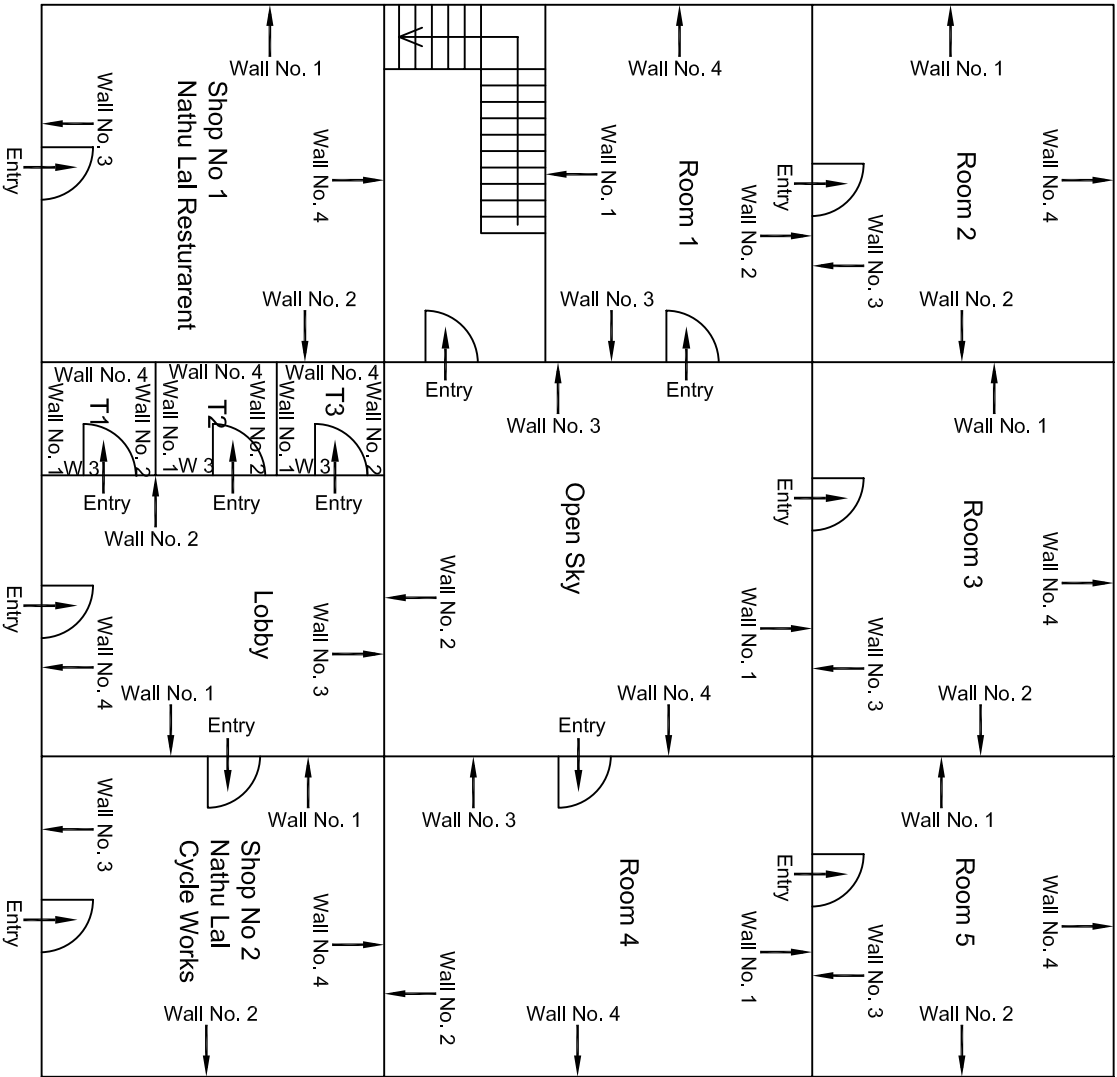 Wall No. 1
Wall No. 3
Entry
Shop No 1
Nathu Lal Resturarent
Wall No. 4
Wall No. 2
Wall No. 4
Wall No. 1
Room 1
Wall No. 2
Wall No. 3
Entry
Entry
Wall No. 1
Entry
Room 2
Wall No. 4
Wall No. 3
Wall No. 2
Wall No. 4
Wall No. 1
T1
Wall No. 2
W 3
Entry
Wall No. 4
Wall No. 1
T2
Wall No. 2
W 3
Entry
Wall No. 4
Wall No. 1
T3
Wall No. 2
W 3
Entry
Wall No. 2
Entry
Lobby
Wall No. 3
Wall No. 4
Wall No. 1
Wall No. 3
Open Sky
Wall No. 2
Wall No. 1
Wall No. 4
Wall No. 1
Entry
Room 3
Wall No. 4
Wall No. 3
Wall No. 2
Entry
Wall No. 3
Wall No. 1
Shop No 2
Nathu Lal
Cycle Works
Entry
Wall No. 4
Wall No. 2
Entry
Wall No. 3
Room 4
Wall No. 1
Wall No. 2
Wall No. 4
Wall No. 1
Entry
Room 5
Wall No. 4
Wall No. 3
Wall No. 2